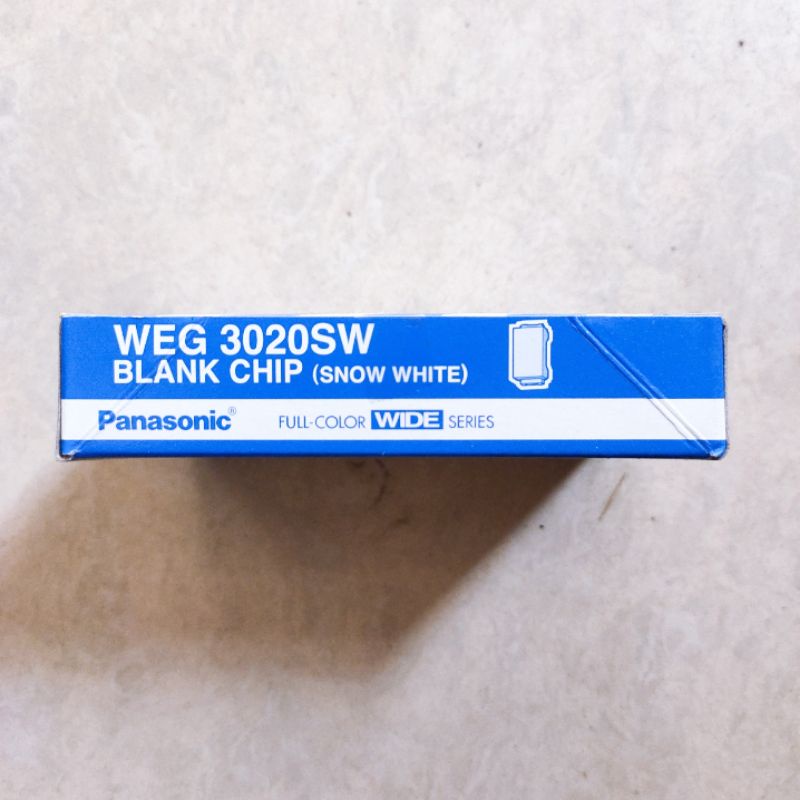 WEG 3020SW
BLANK CHIP (SNOW WHITE)
Panasonic® FULL-COLOR WIDE SERIES